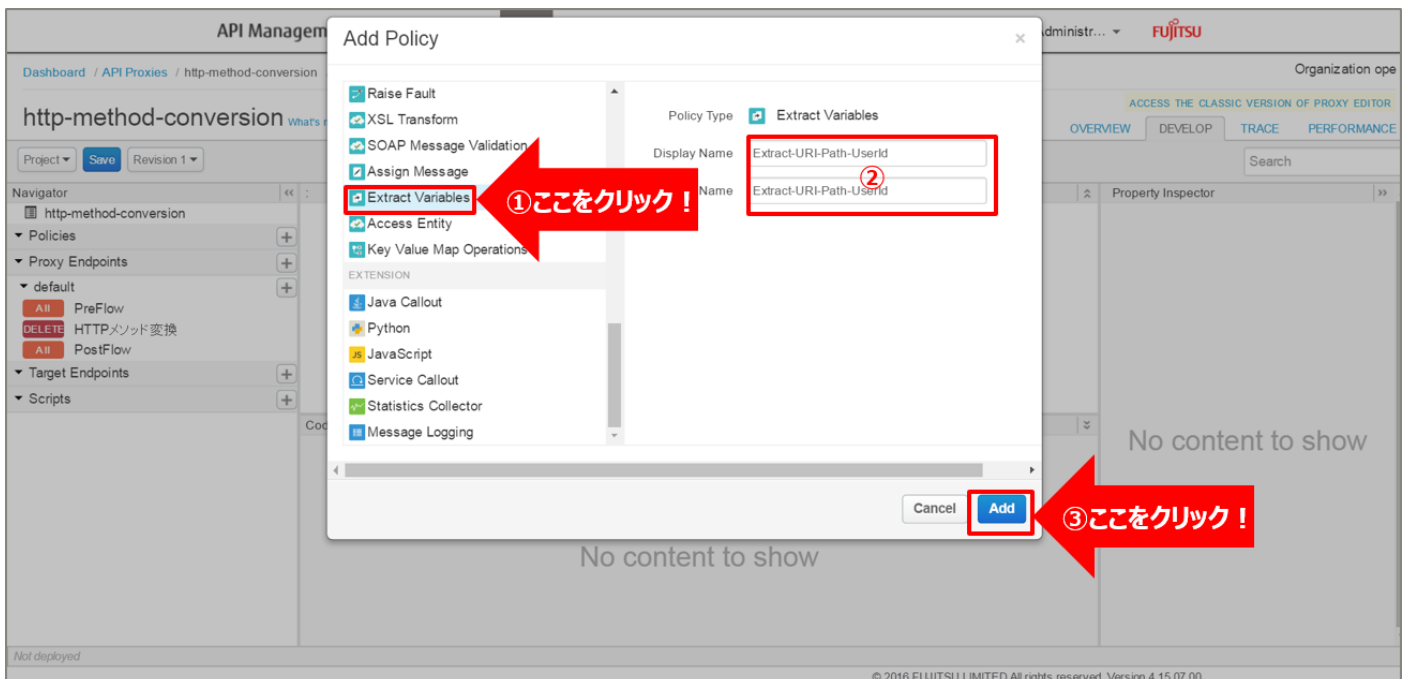 API Managem
Add Policy
×
dministr...
FUJITSU
Dashboard / API Proxies / http-method-conversion
Organization ope
http-method-conversion What's
ACCESS THE CLASSIC VERSION OF PROXY EDITOR
OVERVIEW DEVELOP TRACE PERFORMANCE
Project Save Revision 1
Search
Navigator
Property Inspector
http-method-conversion
Policies
Proxy Endpoints
default
All PreFlow
DELETE HTTPメソッド変換
All PostFlow
Target Endpoints
Scripts
Raise Fault
XSL Transform
SOAP Message Validation
Assign Message
Extract Variables
Access Entity
Key Value Map Operations
EXTENSION
Java Callout
Python
JavaScript
Service Callout
Statistics Collector
Message Logging
Policy Type Extract Variables
Display Name Extract-URI-Path-UserId
Name Extract-URI-Path-UserId
②
①ここをクリック！
Cod
No content to show
Cancel Add
③ここをクリック！
No content to show
Not deployed
© 2016 FUJITSU LIMITED All rights reserved. Version 4.15.07.00